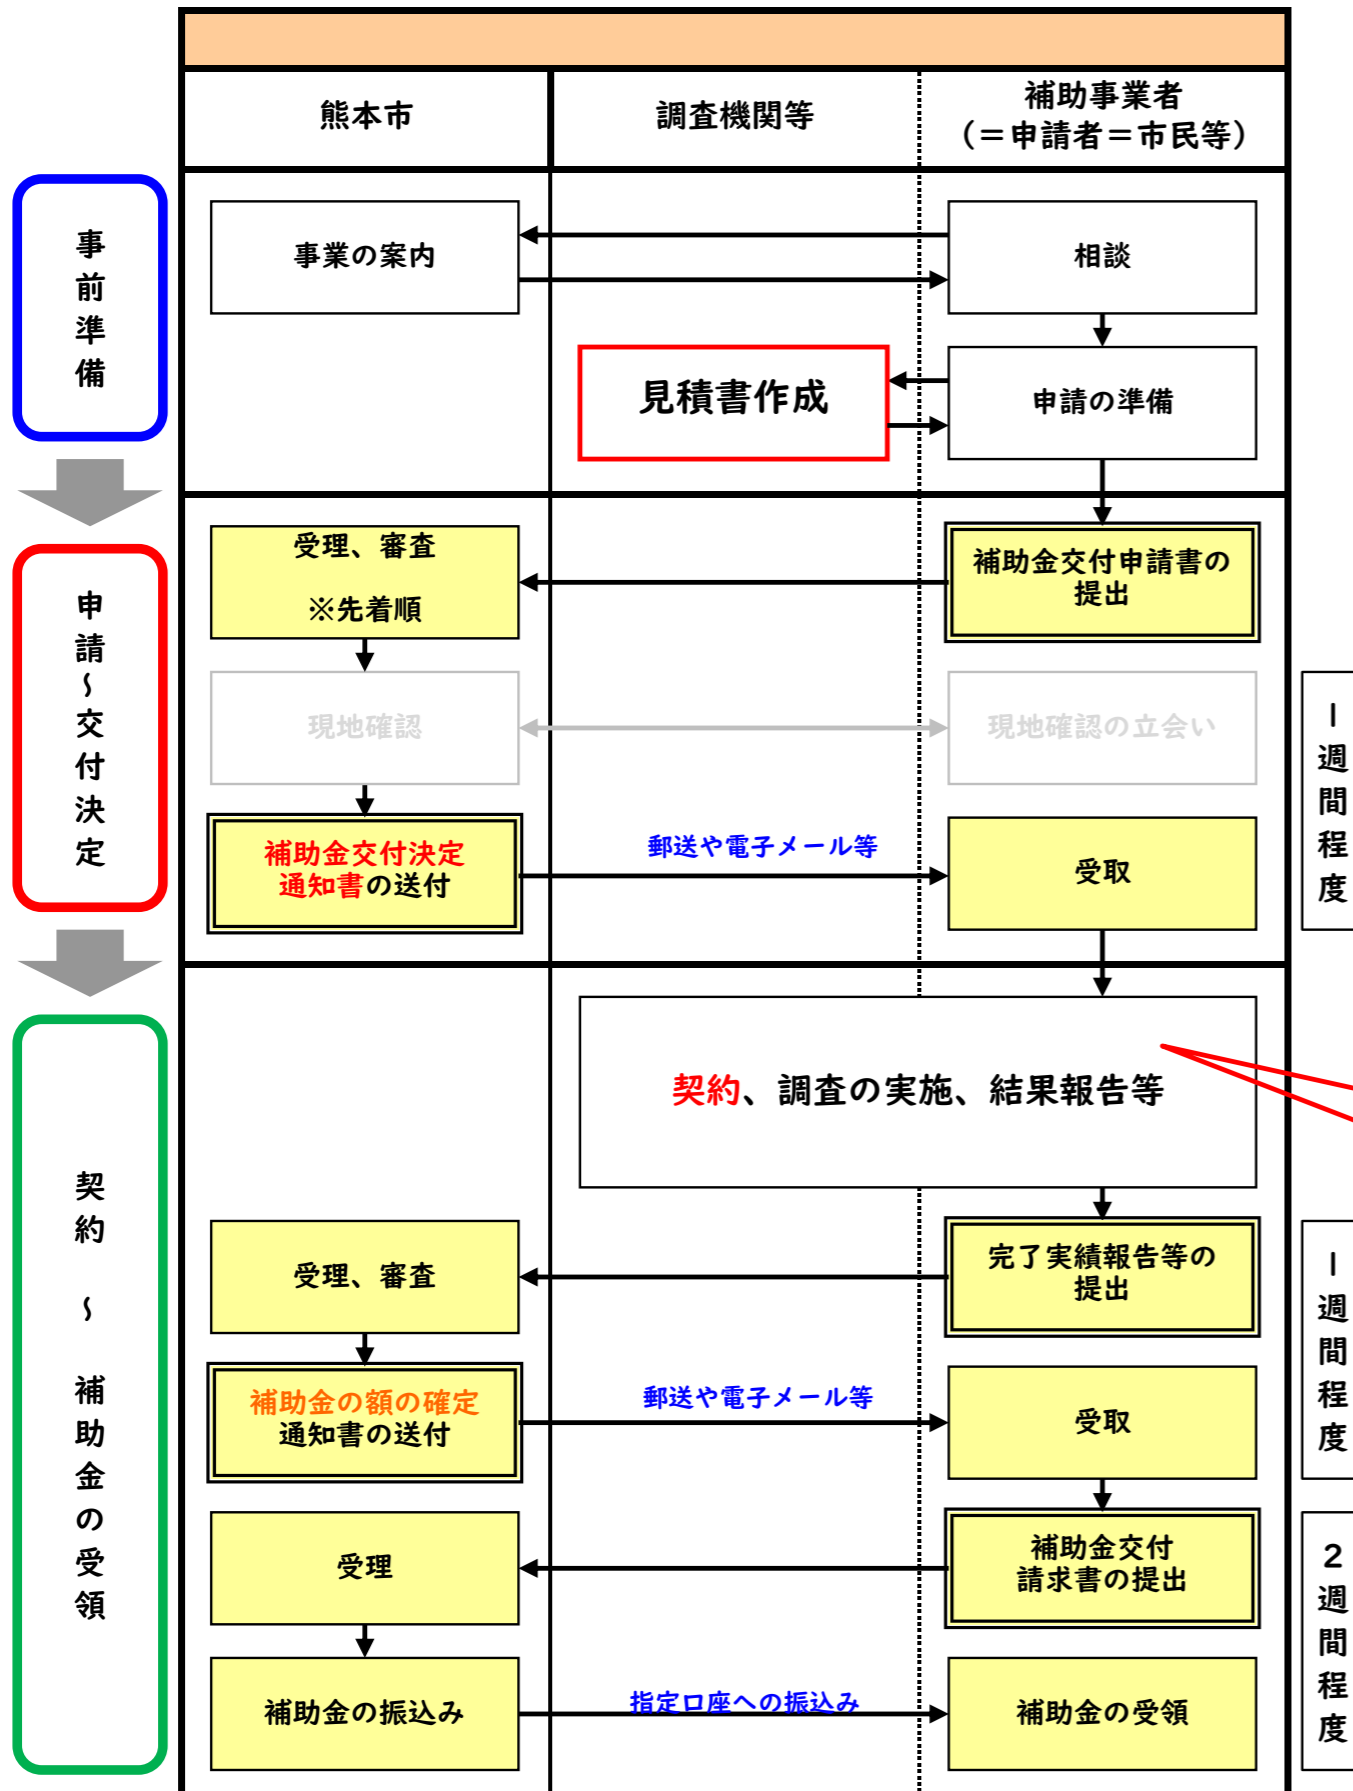 熊本市
調査機関等
補助事業者
(＝申請者＝市民等)
事前準備
事業の案内
相談
見積書作成
申請の準備
申請～交付決定
受理、審査
※先着順
補助金交付申請書の
提出
現地確認
現地確認の立会い
1週間程度
補助金交付決定
通知書の送付
郵送や電子メール等
受取
契約～補助金の受領
契約、調査の実施、結果報告等
受理、審査
完了実績報告等の
提出
1週間程度
補助金の額の確定
通知書の送付
郵送や電子メール等
受取
受理
補助金交付
請求書の提出
2週間程度
補助金の振込み
指定口座への振込み
補助金の受領